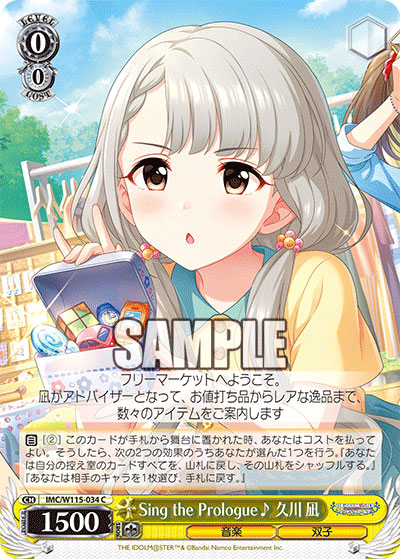 LEVEL
0
0
COST
SAMPLE
フリーマーケットへようこそ。
凪がアドバイザーとなって、お値打ち品からレアな逸品まで、
数々のアイテムをご案内します
自 [②] このカードが手札から舞台に置かれた時、あなたはコストを払って
よい。そうしたら、次の2つの効果のうちあなたが選んだ1つを行う。『あなた
は自分の控え室のカードすべてを、山札に戻し、その山札をシャッフルする。』
『あなたは相手のキャラを1枚選び、手札に戻す。』
CH IMC/W115-034 C
1500
Sing the Prologue♪ 久川 凪
音楽 双子
THE IDOLM@STER™& ©Bandai Namco Entertainment Inc.